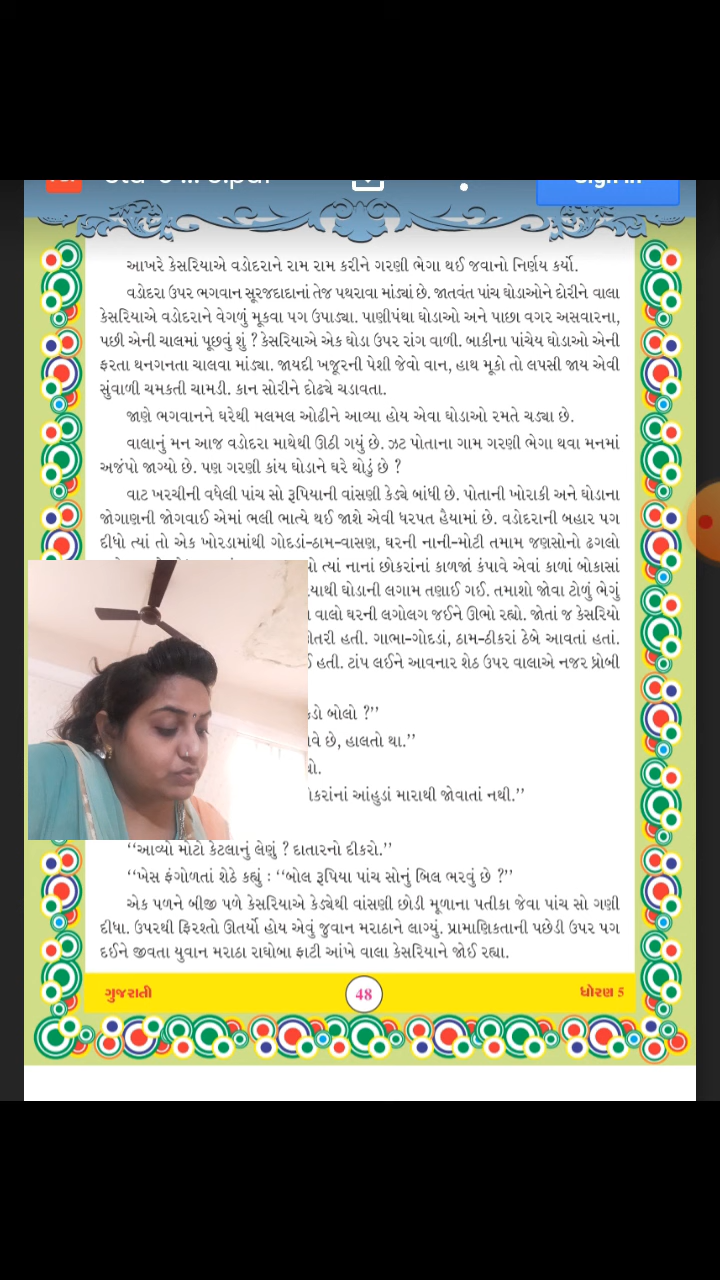 આખરે કેસરિયાએ વડોદરાને રામ રામ કરીને ગરણી ભેગા થઈ જવાનો નિર્ણય કર્યો.
વડોદરા ઉપર ભગવાન સૂરજદાદાનાં તેજ પથરાવા માંડ્યાં છે. જાતવંત પાંચ ઘોડાઓને દોરીને વાલા
કેસરિયાએ વડોદરાને વેગળું મૂકવા પગ ઉપાડ્યા. પાણીપંથા ઘોડાઓ અને પાછા વગર અસવારના,
પછી એની ચાલમાં પૂછવું શું ? કેસરિયાએ એક ઘોડા ઉપર રાંગ વાળી. બાકીના પાંચેય ઘોડાઓ એની
ફરતા થનગનતા ચાલવા માંડ્યા. જાયદી ખજૂરની પેશી જેવો વાન, હાથ મૂકો તો લપસી જાય એવી
સુંવાળી ચમકતી ચામડી. કાન સોરીને દોઢ્યે ચડાવતા.
જાણે ભગવાનને ઘરેથી મલમલ ઓઢીને આવ્યા હોય એવા ઘોડાઓ રમતે ચડ્યા છે.
વાલાનું મન આજ વડોદરા માથેથી ઊઠી ગયું છે. ઝટ પોતાના ગામ ગરણી ભેગા થવા મનમાં
અજંપો જાગ્યો છે. પણ ગરણી કાંય ઘોડાને ઘરે થોડું છે ?
વાટ ખરચીની વધેલી પાંચ સો રૂપિયાની વાંસણી કેડ્યે બાંધી છે. પોતાની ખોરાકી અને ઘોડાના
જોગાણની જોગવાઈ એમાં ભલી ભાત્યે થઈ જાશે એવી ધરપત હૈયામાં છે. વડોદરાની બહાર પગ
દીધો ત્યાં તો એક ખોરડામાંથી ગોદડાં-ઠામ-વાસણ, ઘરની નાની-મોટી તમામ જણસોનો ઢગલો
ત્યાં નાનાં છોકરાંનાં કાળજાં કંપાવે એવાં કાળાં બોકાસાં
ઘોડાની લગામ તણાઈ ગઈ. તમાશો જોવા ટોળું ભેગું
વાલો ઘરની લગોલગ જઈને ઊભો રહ્યો. જોતાં જ કેસરિયો
હતી. ગાભા-ગોદડાં, ઠામ-ઠીકરાં ઠેબે આવતાં હતાં.
હતી. ટાંપ લઈને આવનાર શેઠ ઉપર વાલાએ નજર પ્રોબી
બોલો ?’’
છે, હાલતો થા.’’
આંહુડાં મારાથી જોવાતાં નથી.’’
‘‘આવ્યો મોટો કેટલાનું લેણું ? દાતારનો દીકરો.’’
‘‘ખેસ ફંગોળતાં શેઠે કહ્યું : ‘‘બોલ રૂપિયા પાંચ સોનું બિલ ભરવું છે ?’’
એક પળને બીજી પળે કેસરિયાએ કેડ્યેથી વાંસણી છોડી મૂળાના પતીકા જેવા પાંચ સો ગણી
દીધા. ઉપરથી ફિરશ્તો ઊતર્યો હોય એવું જુવાન મરાઠાને લાગ્યું. પ્રામાણિકતાની પછેડી ઉપર પગ
દઈને જીવતા યુવાન મરાઠા રાઘોબા ફાટી આંખે વાલા કેસરિયાને જોઈ રહ્યા.
ગુજરાતી
48
ધોરણ 5